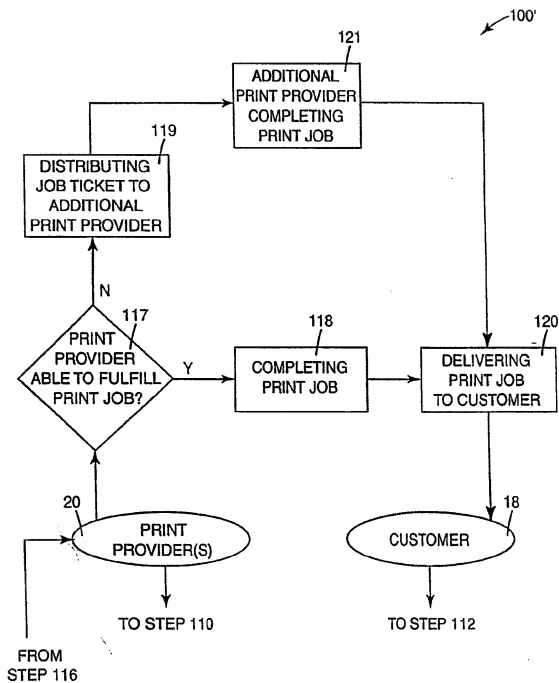 100'
121
ADDITIONAL
PRINT PROVIDER
COMPLETING
PRINT JOB
119
DISTRIBUTING
JOB TICKET TO
ADDITIONAL
PRINT PROVIDER
N
117
PRINT
PROVIDER
ABLE TO FULFILL
PRINT JOB?
Y
118
COMPLETING
PRINT JOB
120
DELIVERING
PRINT JOB
TO CUSTOMER
20
PRINT
PROVIDER(S)
18
CUSTOMER
TO STEP 110
TO STEP 112
FROM
STEP 116